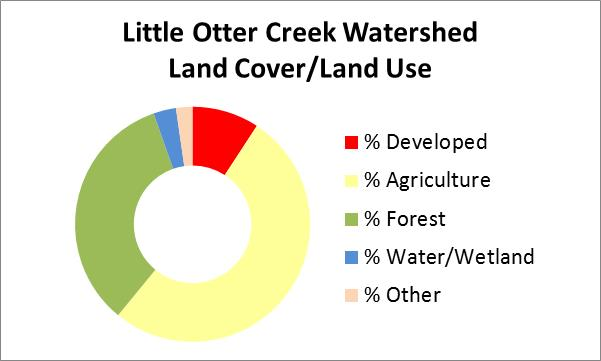 Little Otter Creek Watershed
Land Cover/Land Use
% Developed
% Agriculture
% Forest
% Water/Wetland
% Other